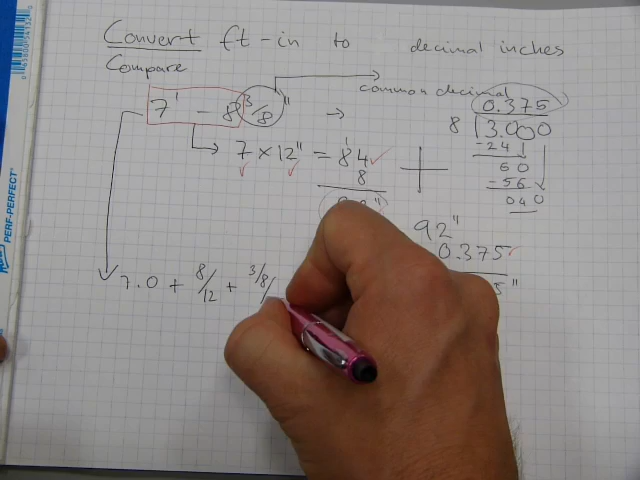 Convert ft-in to decimal inches
Compare
common decimal
7' - 8 3/8" →
0.375
8 3.000
-24
60
-56
040
7 × 12" = 84
8
92"
0.375
5"
7.0 + 8/12 + 3/8/
PERF-PERFECT®